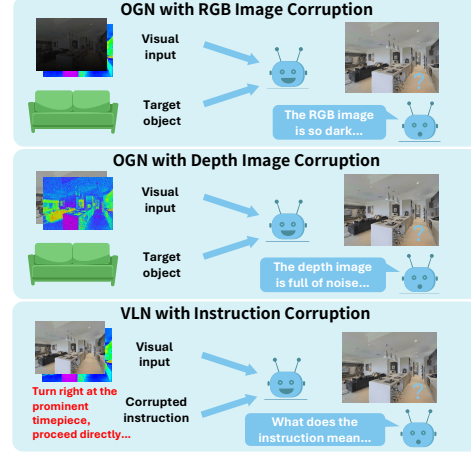 OGN with RGB Image Corruption
Visual
input
Target
object
The RGB image
is so dark...
?
OGN with Depth Image Corruption
Visual
input
Target
object
The depth image
is full of noise...
?
VLN with Instruction Corruption
Visual
input
Turn right at the
prominent
timepiece,
proceed directly...
Corrupted
instruction
What does the
instruction mean...
?